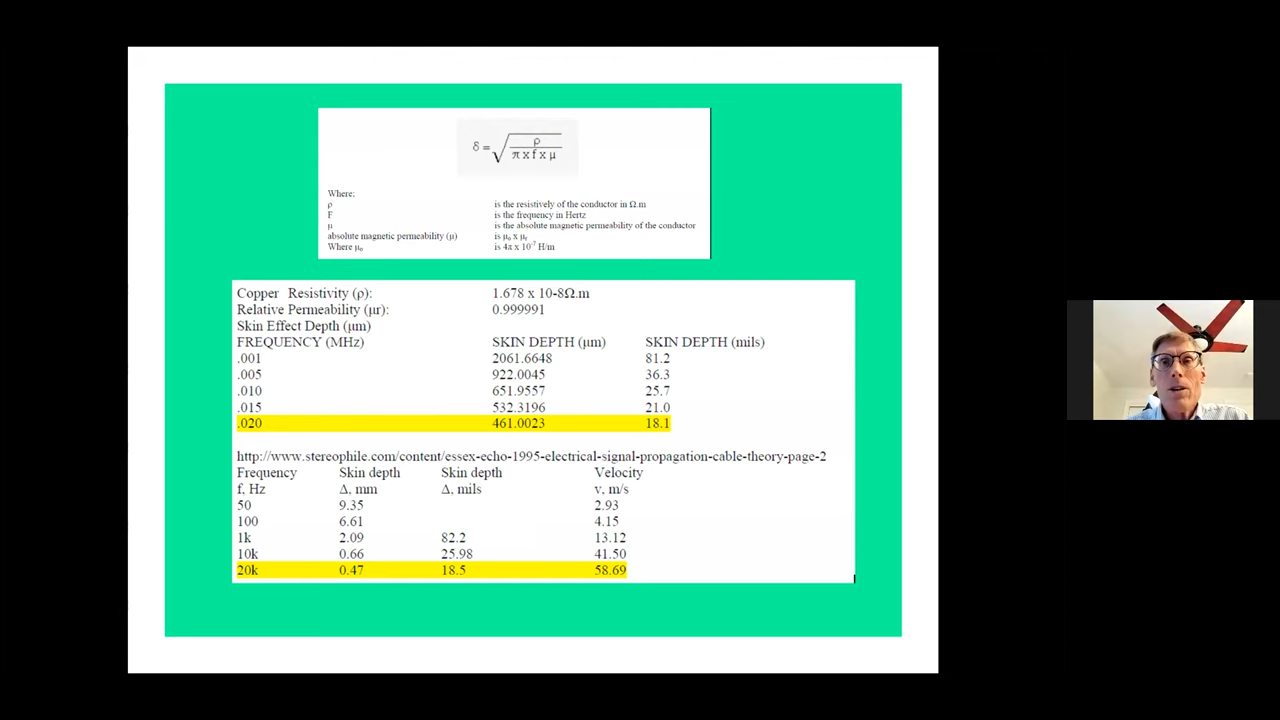 δ = √ ρ / π x f x μ
Where:
ρ is the resistively of the conductor in Ω.m
F is the frequency in Hertz
μ is the absolute magnetic permeability of the conductor
absolute magnetic permeability (μ) is μₒ x μᵣ
Where μₒ is 4π x 10⁻⁷ H/m
Copper Resistivity (ρ): 1.678 x 10-8Ω.m
Relative Permeability (μr): 0.999991
Skin Effect Depth (μm)
FREQUENCY (MHz) SKIN DEPTH (μm) SKIN DEPTH (mils)
.001 2061.6648 81.2
.005 922.0045 36.3
.010 651.9557 25.7
.015 532.3196 21.0
.020 461.0023 18.1
http://www.stereophile.com/content/essex-echo-1995-electrical-signal-propagation-cable-theory-page-2
Frequency Skin depth Skin depth Velocity
f, Hz Δ, mm Δ, mils v, m/s
50 9.35 2.93
100 6.61 4.15
1k 2.09 82.2 13.12
10k 0.66 25.98 41.50
20k 0.47 18.5 58.69